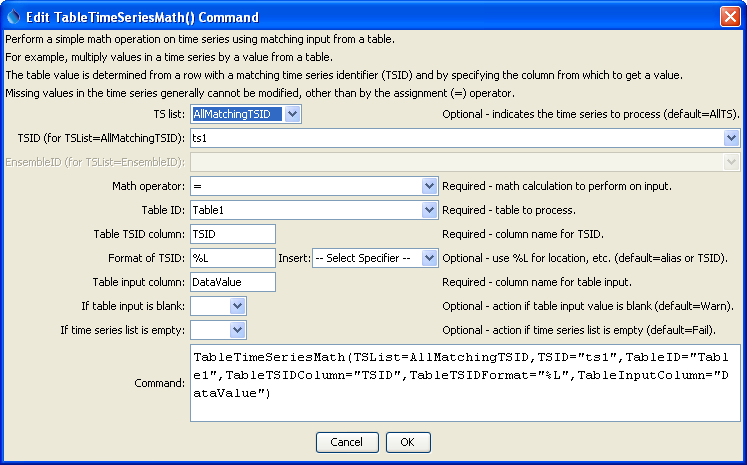 Edit TableTimeSeriesMath() Command
Perform a simple math operation on time series using matching input from a table.
For example, multiply values in a time series by a value from a table.
The table value is determined from a row with a matching time series identifier (TSID) and by specifying the column from which to get a value.
Missing values in the time series generally cannot be modified, other than by the assignment (=) operator.
TS list: AllMatchingTSID Optional - indicates the time series to process (default=AllTS).
TSID (for TSList=AllMatchingTSID): ts1
EnsembleID (for TSList=EnsembleID):
Math operator: = Required - math calculation to perform on input.
Table ID: Table1 Required - table to process.
Table TSID column: TSID Required - column name for TSID.
Format of TSID: %L Insert: -- Select Specifier -- Optional - use %L for location, etc. (default=alias or TSID).
Table input column: DataValue Required - column name for table input.
If table input is blank: Optional - action if table input value is blank (default=Warn).
If time series list is empty: Optional - action if time series list is empty (default=Fail).
Command:
TableTimeSeriesMath(TSList=AllMatchingTSID,TSID="ts1",TableID="Tabl
e1",TableTSIDColumn="TSID",TableTSIDFormat="%L",TableInputColumn="D
ataValue")
Cancel OK